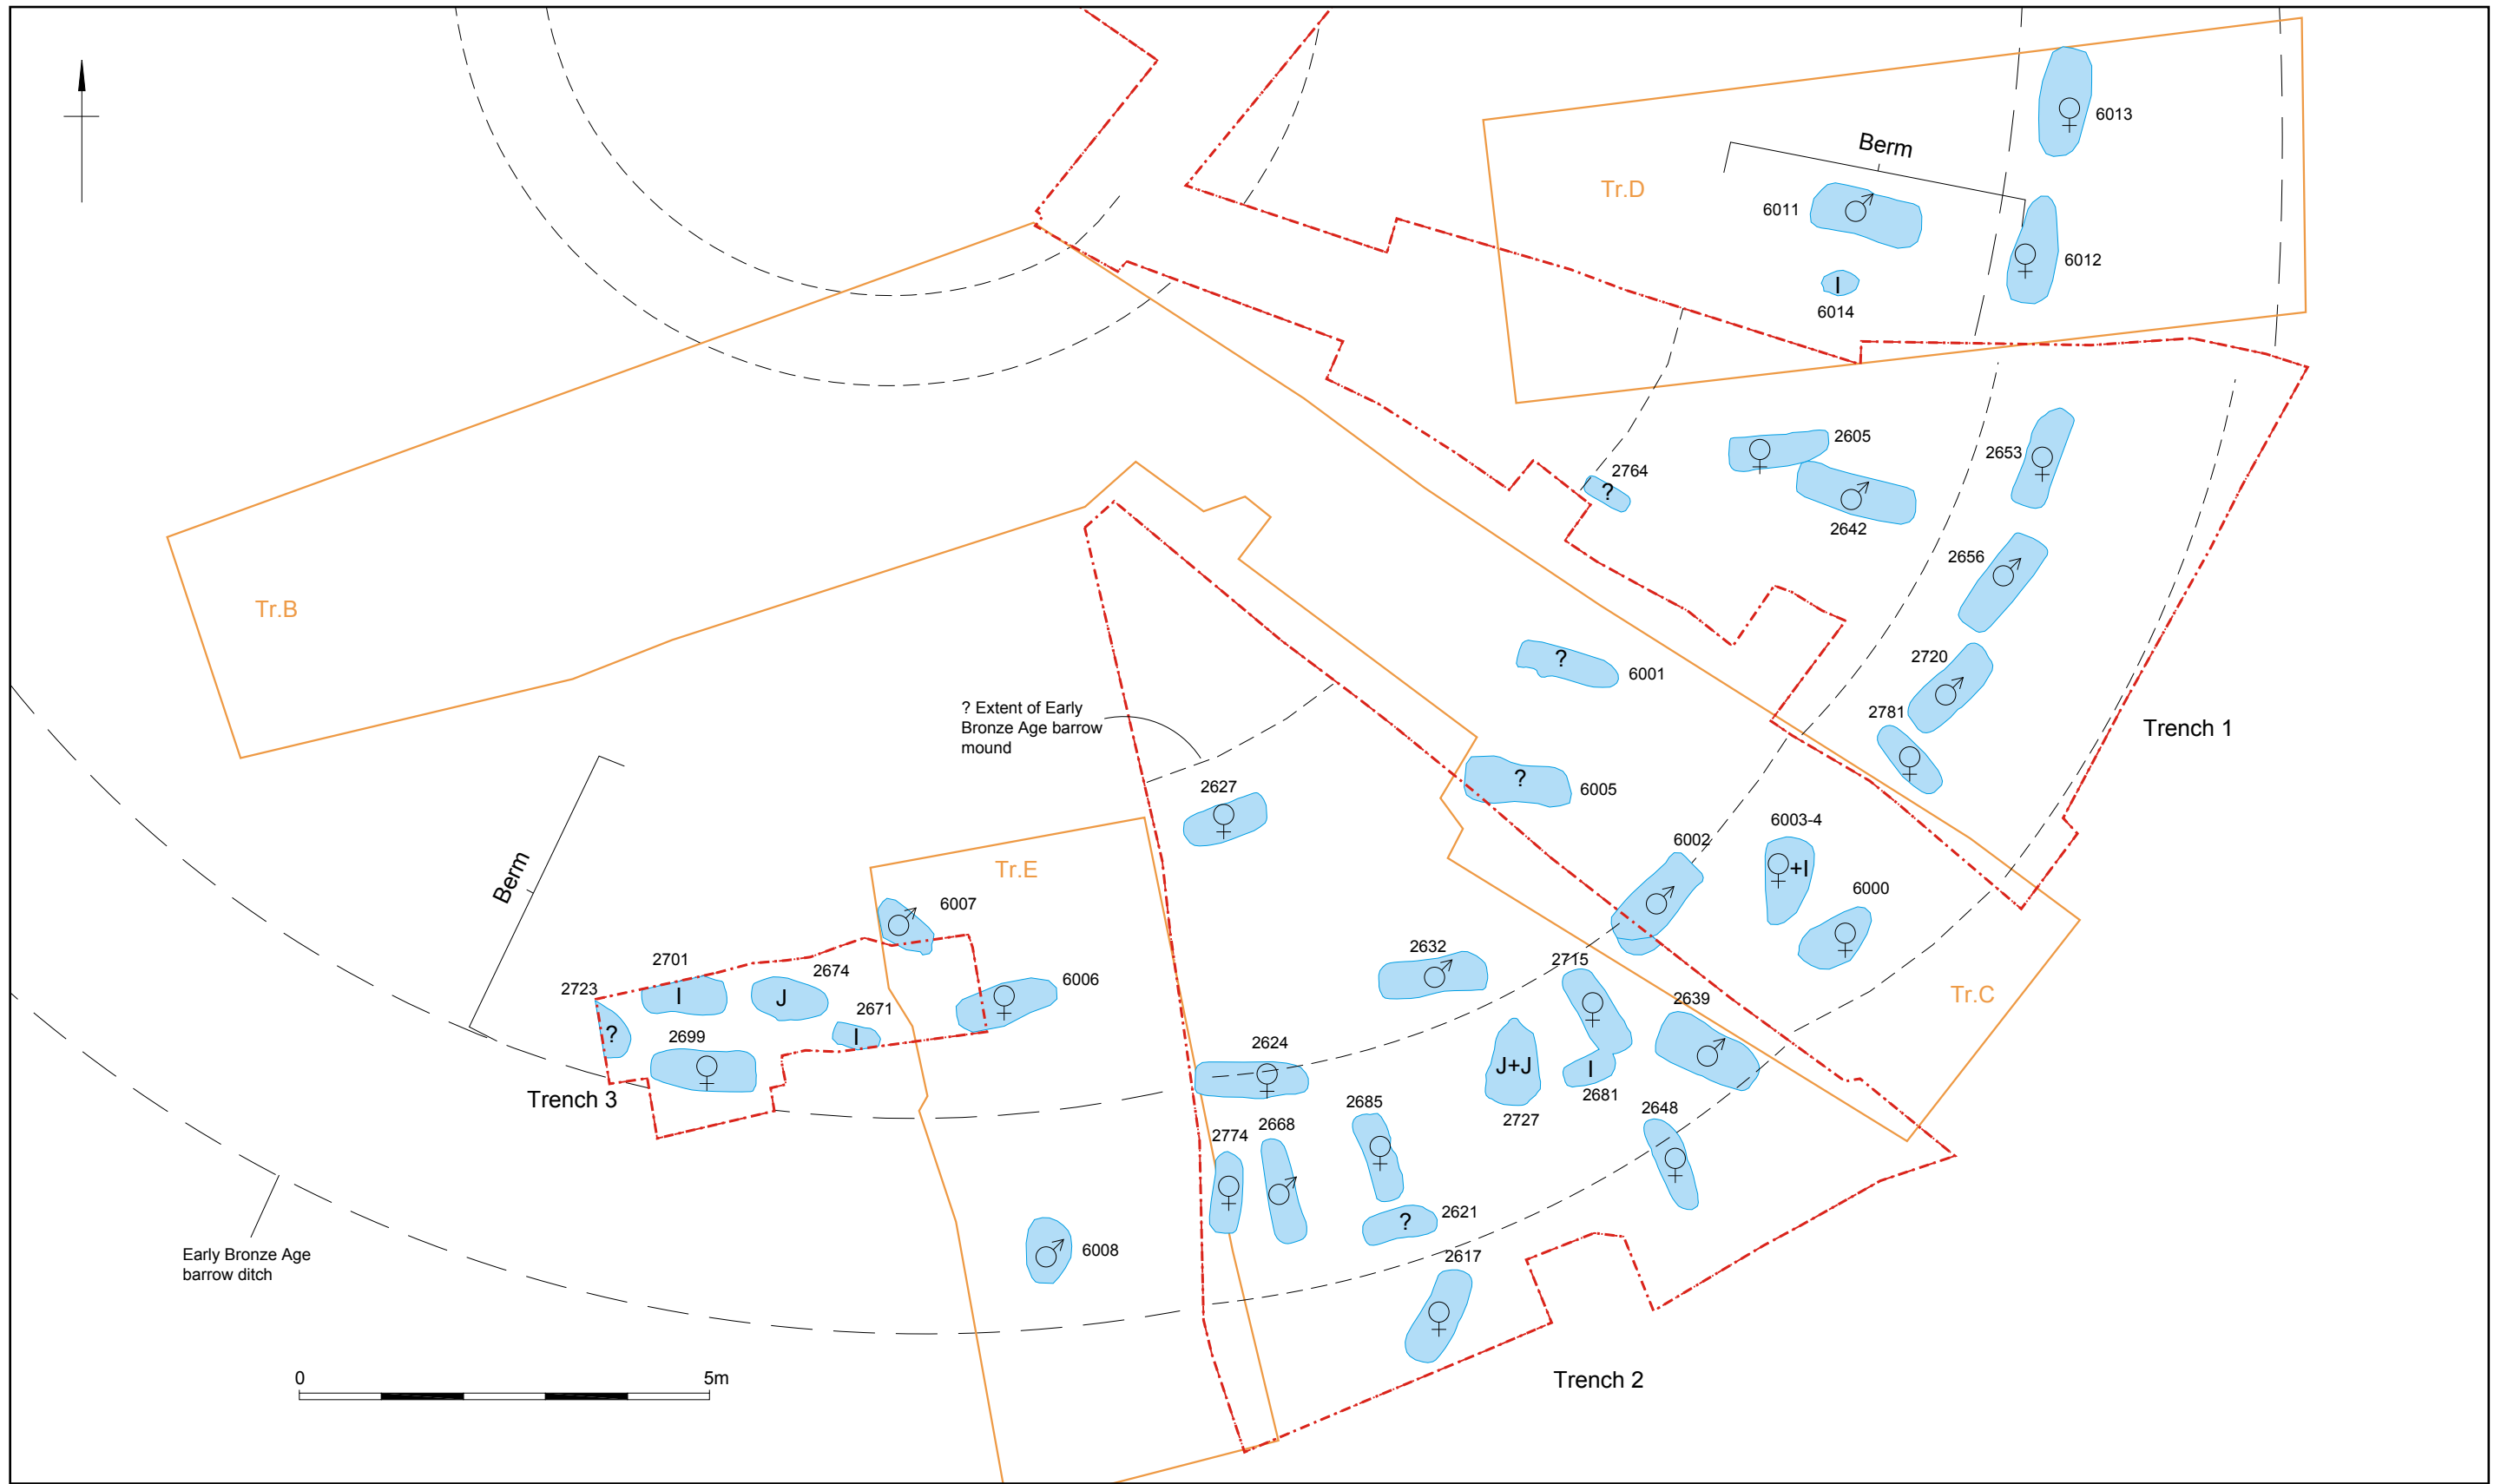 6013
Berm
Tr.D
6011
6012
I
6014
2605
2653
2764
?
2642
2656
Tr.B
2720
?
6001
? Extent of Early
Bronze Age barrow
mound
2781
Trench 1
2627
?
6005
6003-4
6002
+I
Tr.E
Berm
6000
6007
2632
2701
2674
2715
6006
2723
I
J
2671
2639
Tr.C
?
I
2699
2624
J+J
I
Trench 3
2681
2727
2685
2648
2774
2668
2621
?
6008
Early Bronze Age
barrow ditch
2617
0
5m
Trench 2